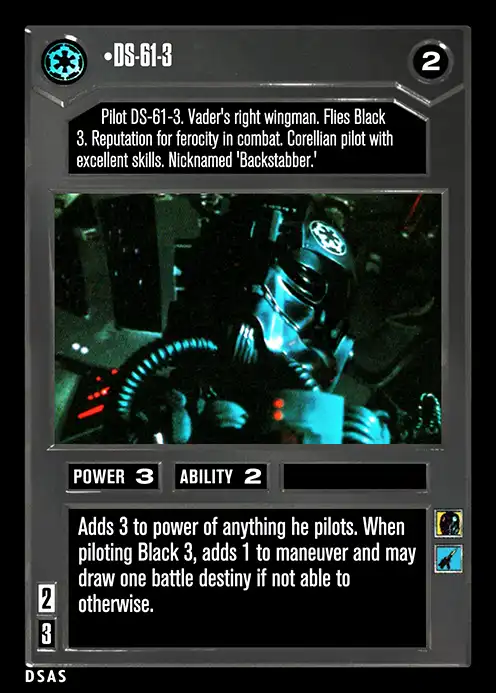 •DS-61-3
2
Pilot DS-61-3. Vader's right wingman. Flies Black
3. Reputation for ferocity in combat. Corellian pilot with
excellent skills. Nicknamed 'Backstabber.'
POWER 3 ABILITY 2
Adds 3 to power of anything he pilots. When
piloting Black 3, adds 1 to maneuver and may
draw one battle destiny if not able to
otherwise.
2
3
DSAS